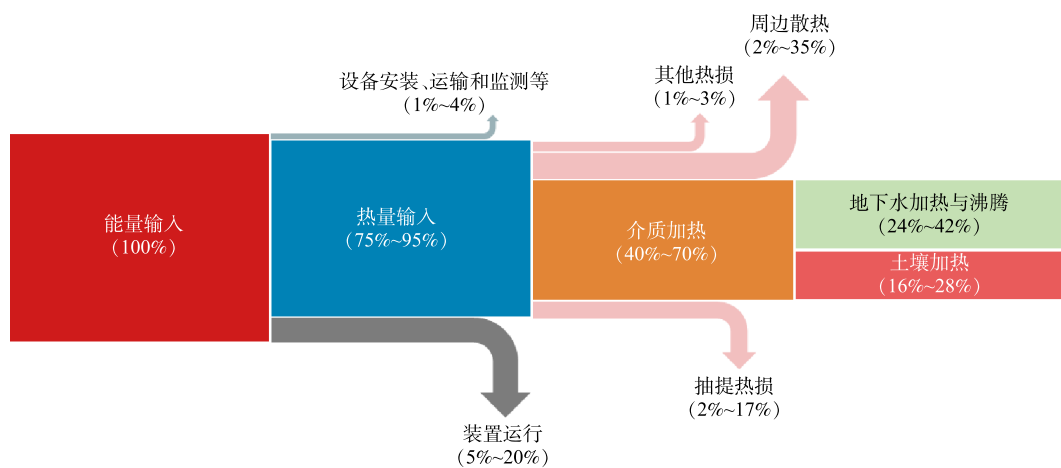 周边散热
(2%~35%)
其他热损
(1%~3%)
设备安装、运输和监测等
(1%~4%)
能量输入
(100%)
热量输入
(75%~95%)
介质加热
(40%~70%)
地下水加热与沸腾
(24%~42%)
土壤加热
(16%~28%)
抽提热损
(2%~17%)
装置运行
(5%~20%)